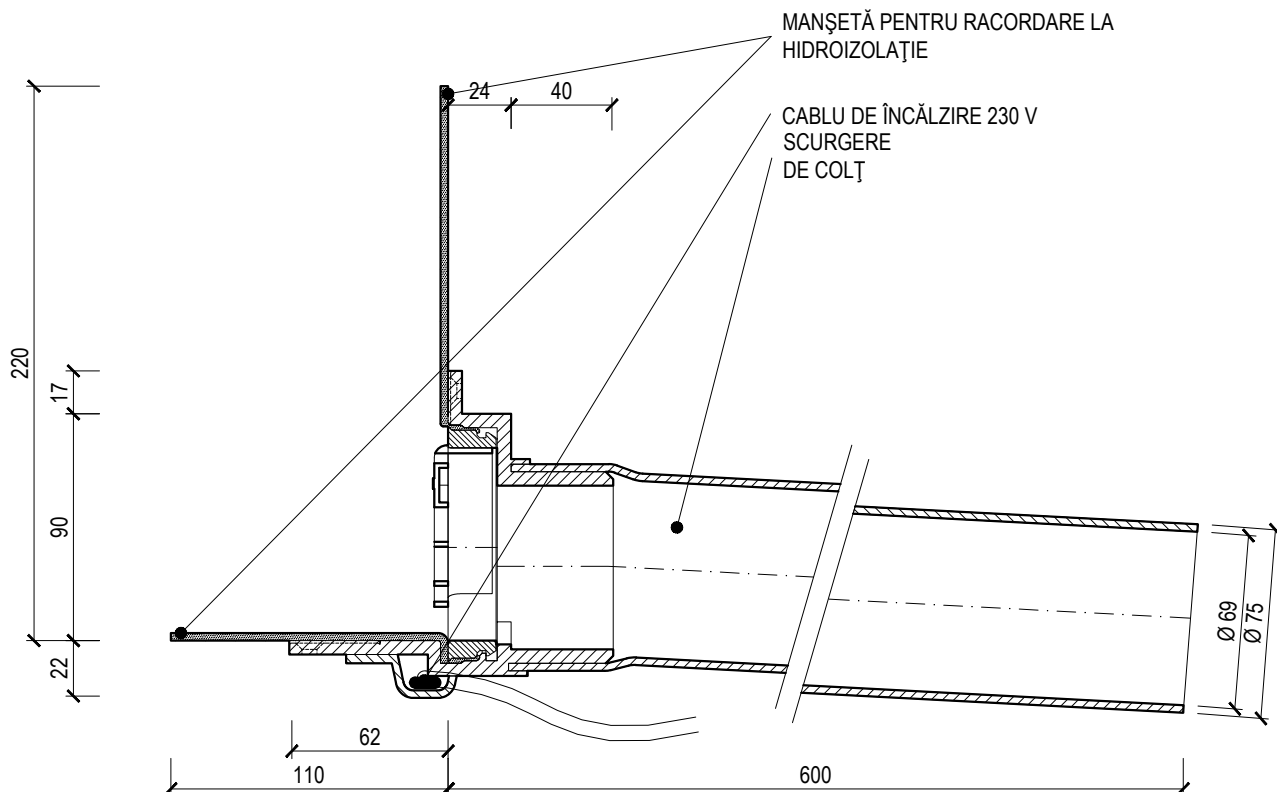 MANŞETĂ PENTRU RACORDARE LA
HIDROIZOLAŢIE
24
40
CABLU DE ÎNCĂLZIRE 230 V
SCURGERE
DE COLŢ
220
17
90
22
62
110
600
Ø 69
Ø 75